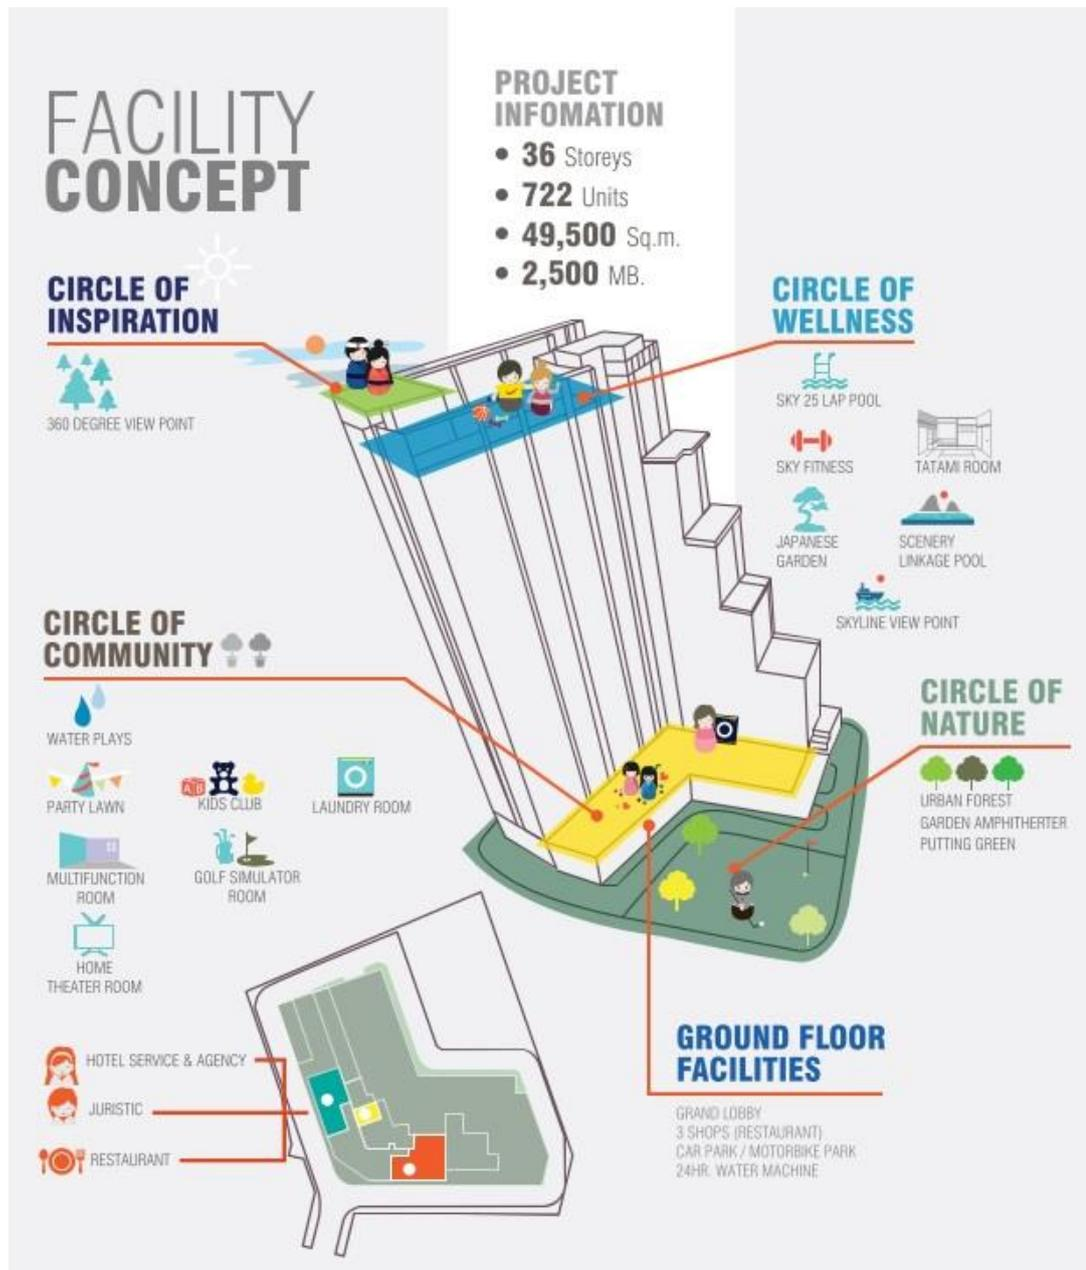 FACILITY
CONCEPT
PROJECT
INFOMATION
• 36 Storeys
• 722 Units
• 49,500 Sq.m.
• 2,500 MB.
CIRCLE OF
INSPIRATION
360 DEGREE VIEW POINT
CIRCLE OF
WELLNESS
SKY 25 LAP POOL
SKY FITNESS
TATAMI ROOM
JAPANESE
GARDEN
SCENERY
LINKAGE POOL
SKYLINE VIEW POINT
CIRCLE OF
COMMUNITY
WATER PLAYS
PARTY LAWN
A B
KIDS CLUB
LAUNDRY ROOM
MULTIFUNCTION
ROOM
GOLF SIMULATOR
ROOM
HOME
THEATER ROOM
CIRCLE OF
NATURE
URBAN FOREST
GARDEN AMPHITHERTER
PUTTING GREEN
HOTEL SERVICE & AGENCY
JURISTIC
RESTAURANT
GROUND FLOOR
FACILITIES
GRAND LOBBY
3 SHOPS (RESTAURANT)
CAR PARK / MOTORBIKE PARK
24HR. WATER MACHINE